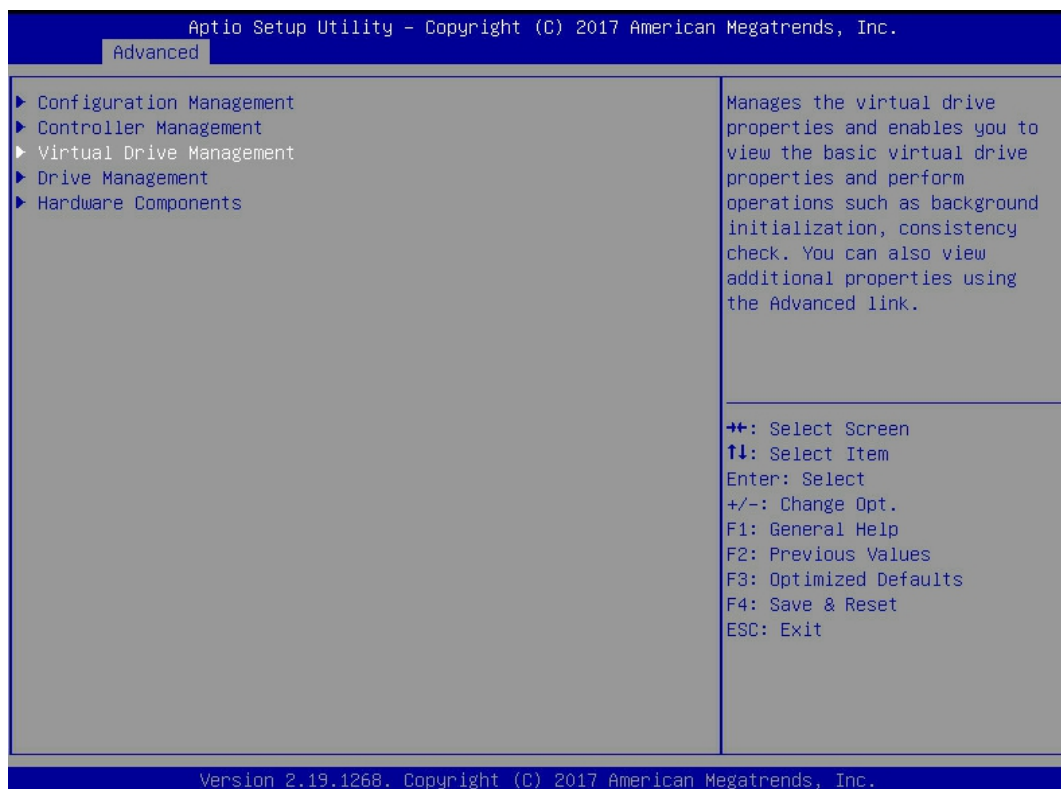 Aptio Setup Utility – Copyright (C) 2017 American Megatrends, Inc.
Advanced
▶ Configuration Management
▶ Controller Management
▶ Virtual Drive Management
▶ Drive Management
▶ Hardware Components
Manages the virtual drive
properties and enables you to
view the basic virtual drive
properties and perform
operations such as background
initialization, consistency
check. You can also view
additional properties using
the Advanced link.
→←: Select Screen
↑↓: Select Item
Enter: Select
+/-: Change Opt.
F1: General Help
F2: Previous Values
F3: Optimized Defaults
F4: Save & Reset
ESC: Exit
Version 2.19.1268. Copyright (C) 2017 American Megatrends, Inc.